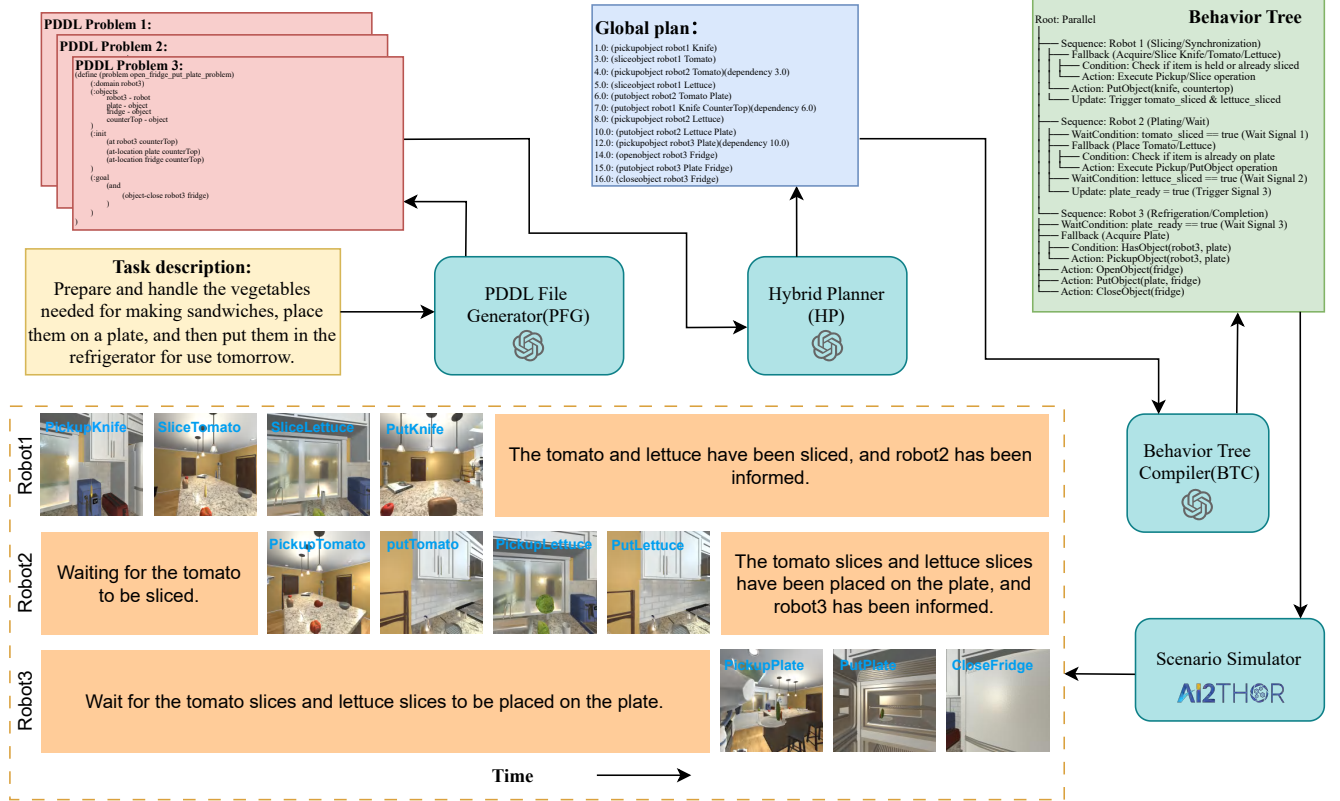 PDDL Problem 1:
PDDL Problem 2:
PDDL Problem 3:
(define (problem open_fridge_put_plate_problem)
(:domain robot3)
(:objects
robot3 - robot
plate - object
fridge - object
counterTop - object
)
(:init
(at robot3 counterTop)
(at-location plate counterTop)
(at-location fridge counterTop)
)
(:goal
(and
(object-close robot3 fridge)
)
)
)
Global plan:
1.0: (pickupobject robot1 Knife)
3.0: (sliceobject robot1 Tomato)
4.0: (pickupobject robot2 Tomato)(dependency 3.0)
5.0: (sliceobject robot1 Lettuce)
6.0: (putobject robot2 Tomato Plate)
7.0: (putobject robot1 Knife CounterTop)(dependency 6.0)
8.0: (pickupobject robot2 Lettuce)
10.0: (putobject robot2 Lettuce Plate)
12.0: (pickupobject robot3 Plate)(dependency 10.0)
14.0: (openobject robot3 Fridge)
15.0: (putobject robot3 Plate Fridge)
16.0: (closeobject robot3 Fridge)
Behavior Tree
Root: Parallel
Sequence: Robot 1 (Slicing/Synchronization)
Fallback (Acquire/Slice Knife/Tomato/Lettuce)
Condition: Check if item is held or already sliced
Action: Execute Pickup/Slice operation
Action: PutObject(knife, countertop)
Update: Trigger tomato_sliced & lettuce_sliced
Sequence: Robot 2 (Plating/Wait)
WaitCondition: tomato_sliced == true (Wait Signal 1)
Fallback (Place Tomato/Lettuce)
Condition: Check if item is already on plate
Action: Execute Pickup/PutObject operation
WaitCondition: lettuce_sliced == true (Wait Signal 2)
Update: plate_ready = true (Trigger Signal 3)
Sequence: Robot 3 (Refrigeration/Completion)
WaitCondition: plate_ready == true (Wait Signal 3)
Fallback (Acquire Plate)
Condition: HasObject(robot3, plate)
Action: PickupObject(robot3, plate)
Action: OpenObject(fridge)
Action: PutObject(plate, fridge)
Action: CloseObject(fridge)
Task description:
Prepare and handle the vegetables
needed for making sandwiches, place
them on a plate, and then put them in the
refrigerator for use tomorrow.
PDDL File
Generator(PFG)
Hybrid Planner
(HP)
Behavior Tree
Compiler(BTC)
Scenario Simulator
Ai2THOR
Robot1
PickupKnife
SliceTomato
SliceLettuce
PutKnife
The tomato and lettuce have been sliced, and robot2 has been
informed.
Robot2
Waiting for the tomato
to be sliced.
PickupTomato
putTomato
PickupLettuce
PutLettuce
The tomato slices and lettuce slices
have been placed on the plate, and
robot3 has been informed.
Robot3
Wait for the tomato slices and lettuce slices to be placed on the plate.
PickupPlate
PutPlate
CloseFridge
Time